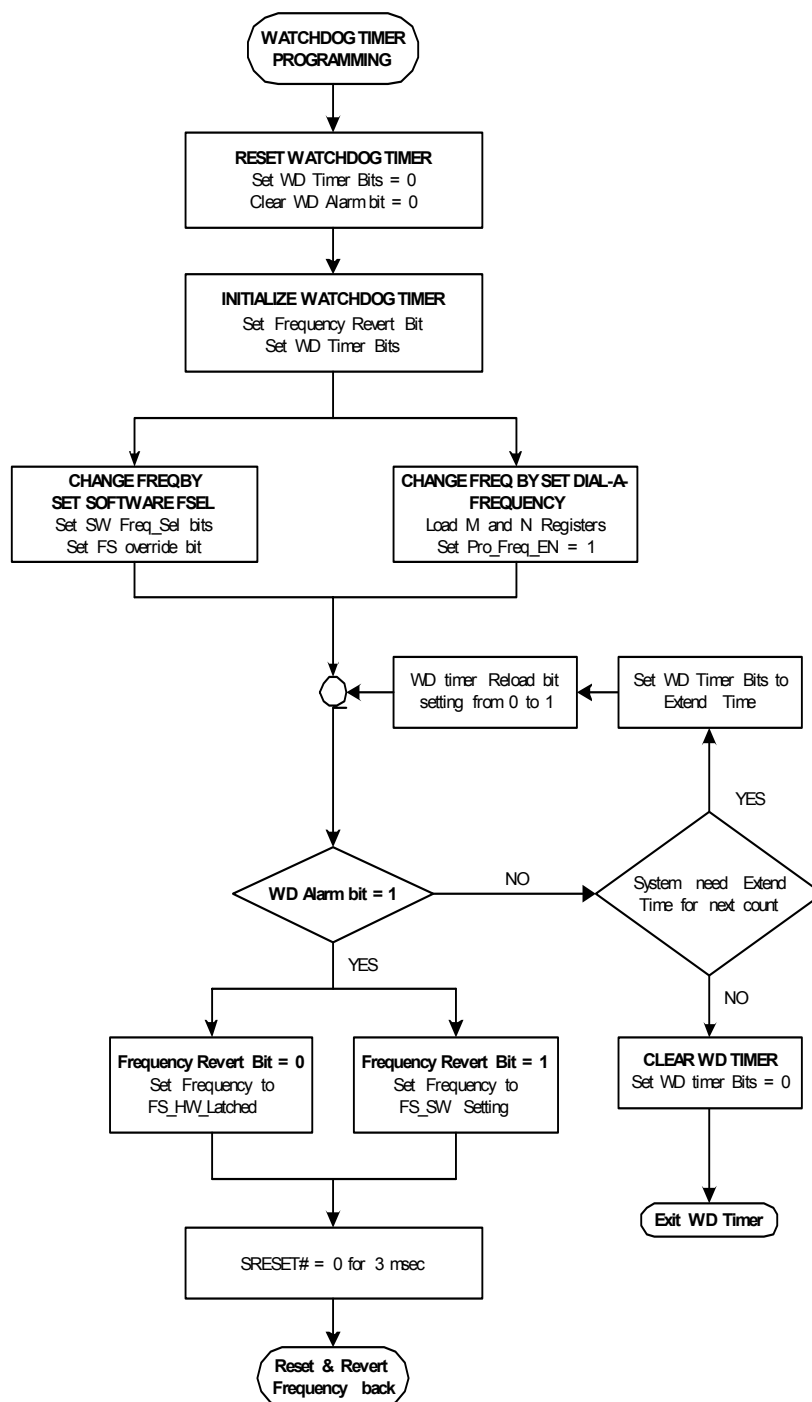 WATCHDOG TIMER
PROGRAMMING
RESET WATCHDOG TIMER
Set WD Timer Bits = 0
Clear WD Alarm bit = 0
INITIALIZE WATCHDOG TIMER
Set Frequency Revert Bit
Set WD Timer Bits
CHANGE FREQ BY
SET SOFTWARE FSEL
Set SW Freq_Sel bits
Set FS override bit
CHANGE FREQ BY SET DIAL-A-
FREQUENCY
Load M and N Registers
Set Pro_Freq_EN = 1
WD timer Reload bit
setting from 0 to 1
Set WD Timer Bits to
Extend Time
YES
WD Alarm bit = 1
NO
System need Extend
Time for next count
YES
NO
Frequency Revert Bit = 0
Set Frequency to
FS_HW_Latched
Frequency Revert Bit = 1
Set Frequency to
FS_SW Setting
CLEAR WD TIMER
Set WD timer Bits = 0
Exit WD Timer
SRESET# = 0 for 3 msec
Reset & Revert
Frequency back